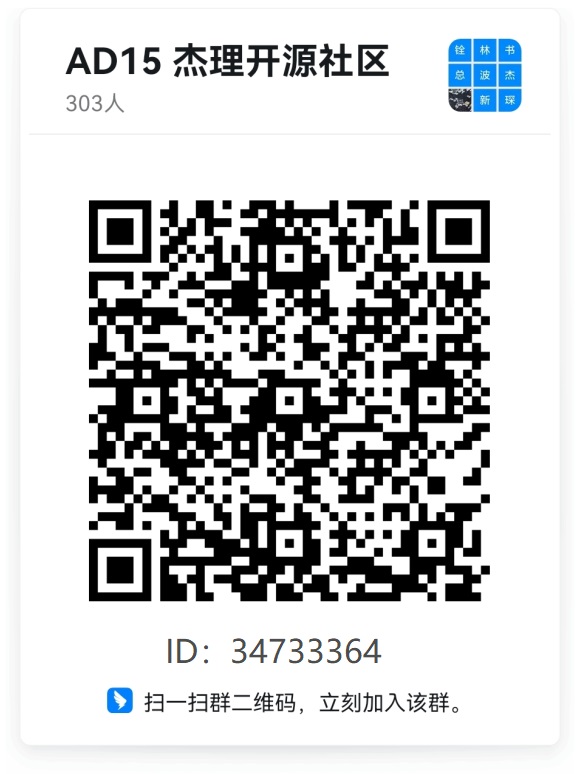 AD15 杰理开源社区
303人
铨 林 书
总 波 杰
新 琛
ID：34733364
扫一扫群二维码，立刻加入该群。